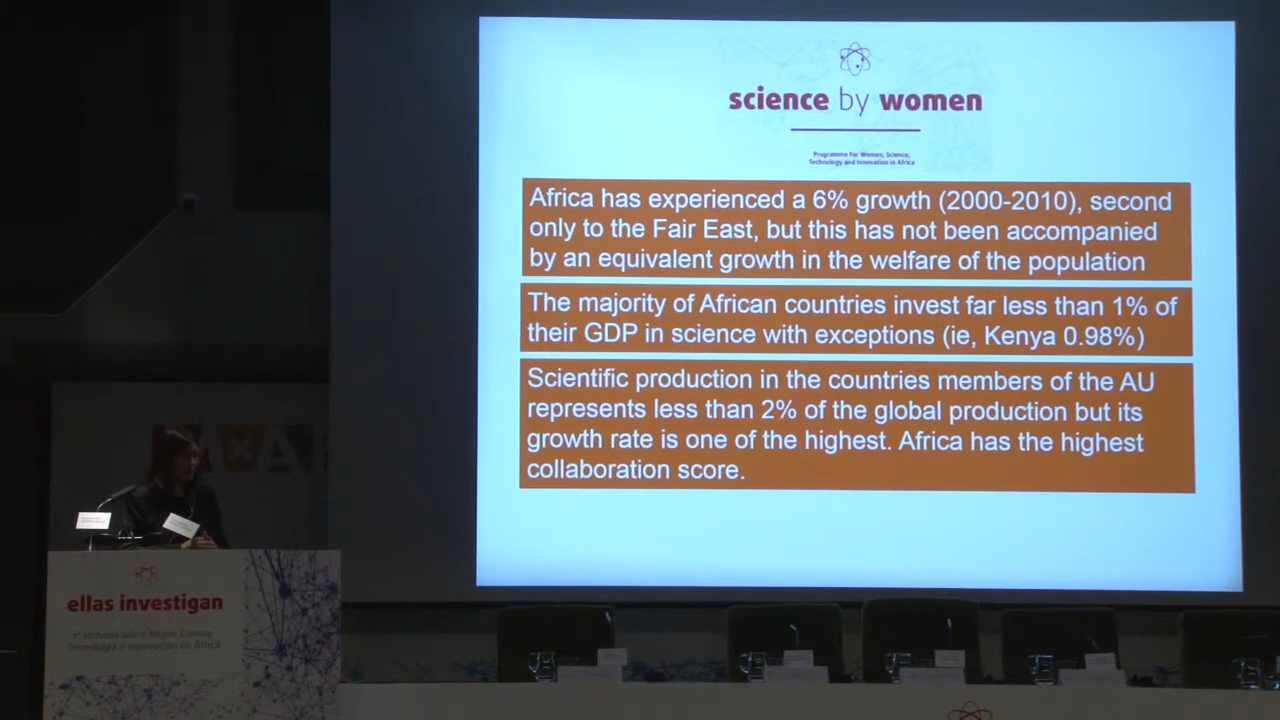 science by women
Programme For Women, Science,
Technology and Innovation in Africa
Africa has experienced a 6% growth (2000-2010), second
only to the Fair East, but this has not been accompanied
by an equivalent growth in the welfare of the population
The majority of African countries invest far less than 1% of
their GDP in science with exceptions (ie, Kenya 0.98%)
Scientific production in the countries members of the AU
represents less than 2% of the global production but its
growth rate is one of the highest. Africa has the highest
collaboration score.
ellas investigan
1ª Jornada sobre Mujer, Ciencia,
Tecnología e Innovación en África